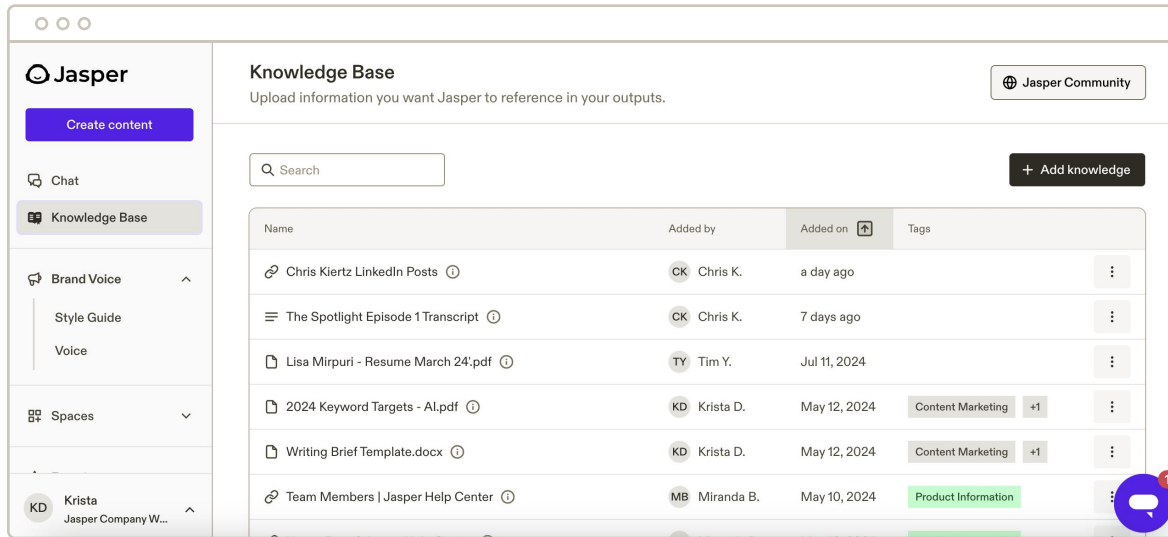 Jasper
Create content
Chat
Knowledge Base
Brand Voice
Style Guide
Voice
Spaces
KD
Krista
Jasper Company W...
Knowledge Base
Upload information you want Jasper to reference in your outputs.
Jasper Community
Search
+ Add knowledge
Name Added by Added on Tags
Chris Kiertz LinkedIn Posts CK Chris K. a day ago
The Spotlight Episode 1 Transcript CK Chris K. 7 days ago
Lisa Mirpuri - Resume March 24'.pdf TY Tim Y. Jul 11, 2024
2024 Keyword Targets - AI.pdf KD Krista D. May 12, 2024 Content Marketing +1
Writing Brief Template.docx KD Krista D. May 12, 2024 Content Marketing +1
Team Members | Jasper Help Center MB Miranda B. May 10, 2024 Product Information